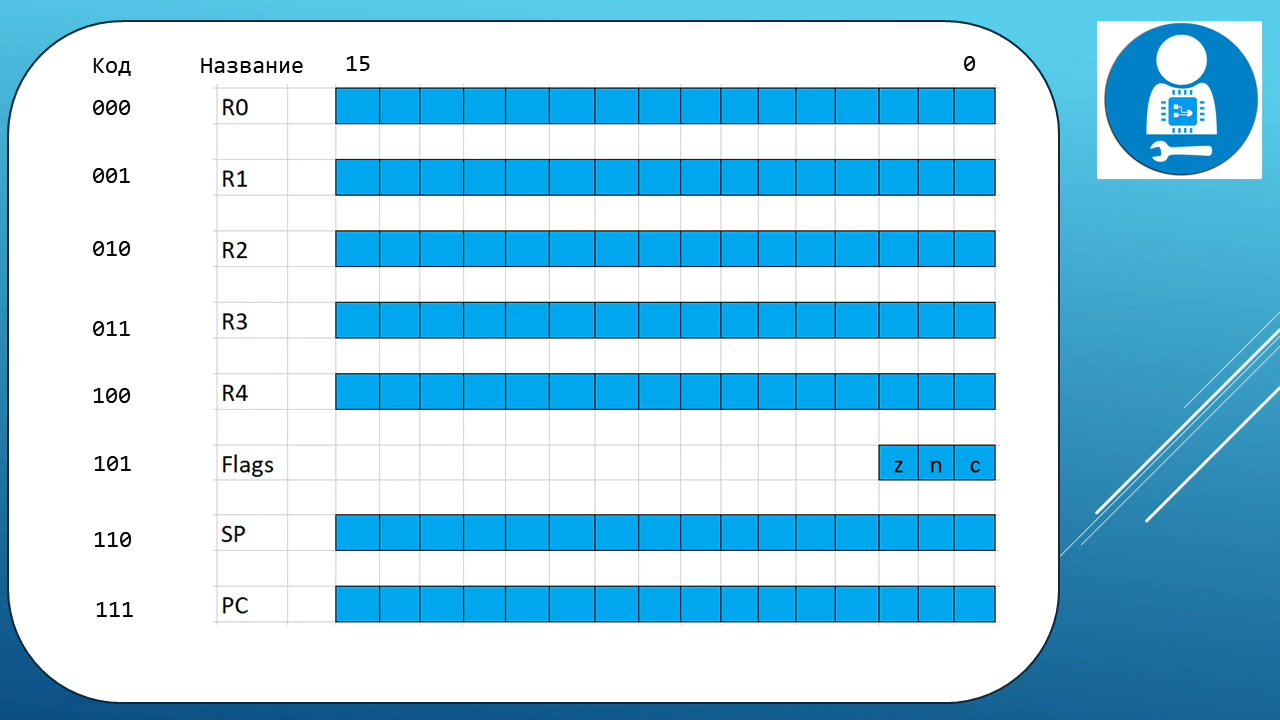 Код Название 15 0
000 R0
001 R1
010 R2
011 R3
100 R4
101 Flags z n c
110 SP
111 PC